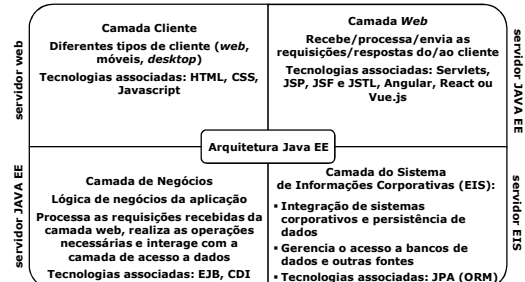 servidor web
Camada Cliente
Diferentes tipos de cliente (web,
móveis, desktop)
Tecnologias associadas: HTML, CSS,
Javascript
Camada Web
Recebe/processa/envia as
requisições/respostas do/ao cliente
Tecnologias associadas: Servlets,
JSP, JSF e JSTL, Angular, React ou
Vue.js
servidor JAVA EE
Arquitetura Java EE
servidor JAVA EE
Camada de Negócios
Lógica de negócios da aplicação
Processa as requisições recebidas da
camada web, realiza as operações
necessárias e interage com a
camada de acesso a dados
Tecnologias associadas: EJB, CDI
Camada do Sistema
de Informações Corporativas (EIS):
▪ Integração de sistemas
corporativos e persistência de
dados
▪ Gerencia o acesso a bancos de
dados e outras fontes
▪ Tecnologias associadas: JPA (ORM)
servidor EIS